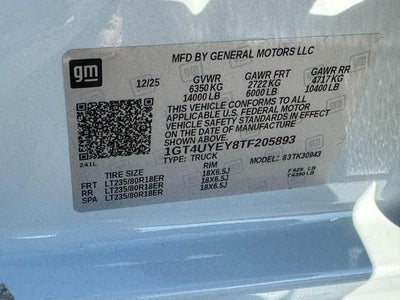 gm
MFD BY GENERAL MOTORS LLC
12/25 GVWR GAWR FRT GAWR RR
6350 KG 2722 KG 4717 KG
14000 LB 6000 LB 10400 LB
THIS VEHICLE CONFORMS TO ALL
APPLICABLE U.S. FEDERAL MOTOR
VEHICLE SAFETY STANDARDS IN
EFFECT ON THE DATE OF
MANUFACTURE SHOWN ABOVE.
1GT4UYEY8TF205893
TYPE: TRUCK MODEL: 83TK30943
241L
TIRE SIZE RIM
FRT LT235/80R18ER 18X6.5J
RR LT235/80R18ER 18X6.5J
SPA LT235/80R18ER 18X6.5J